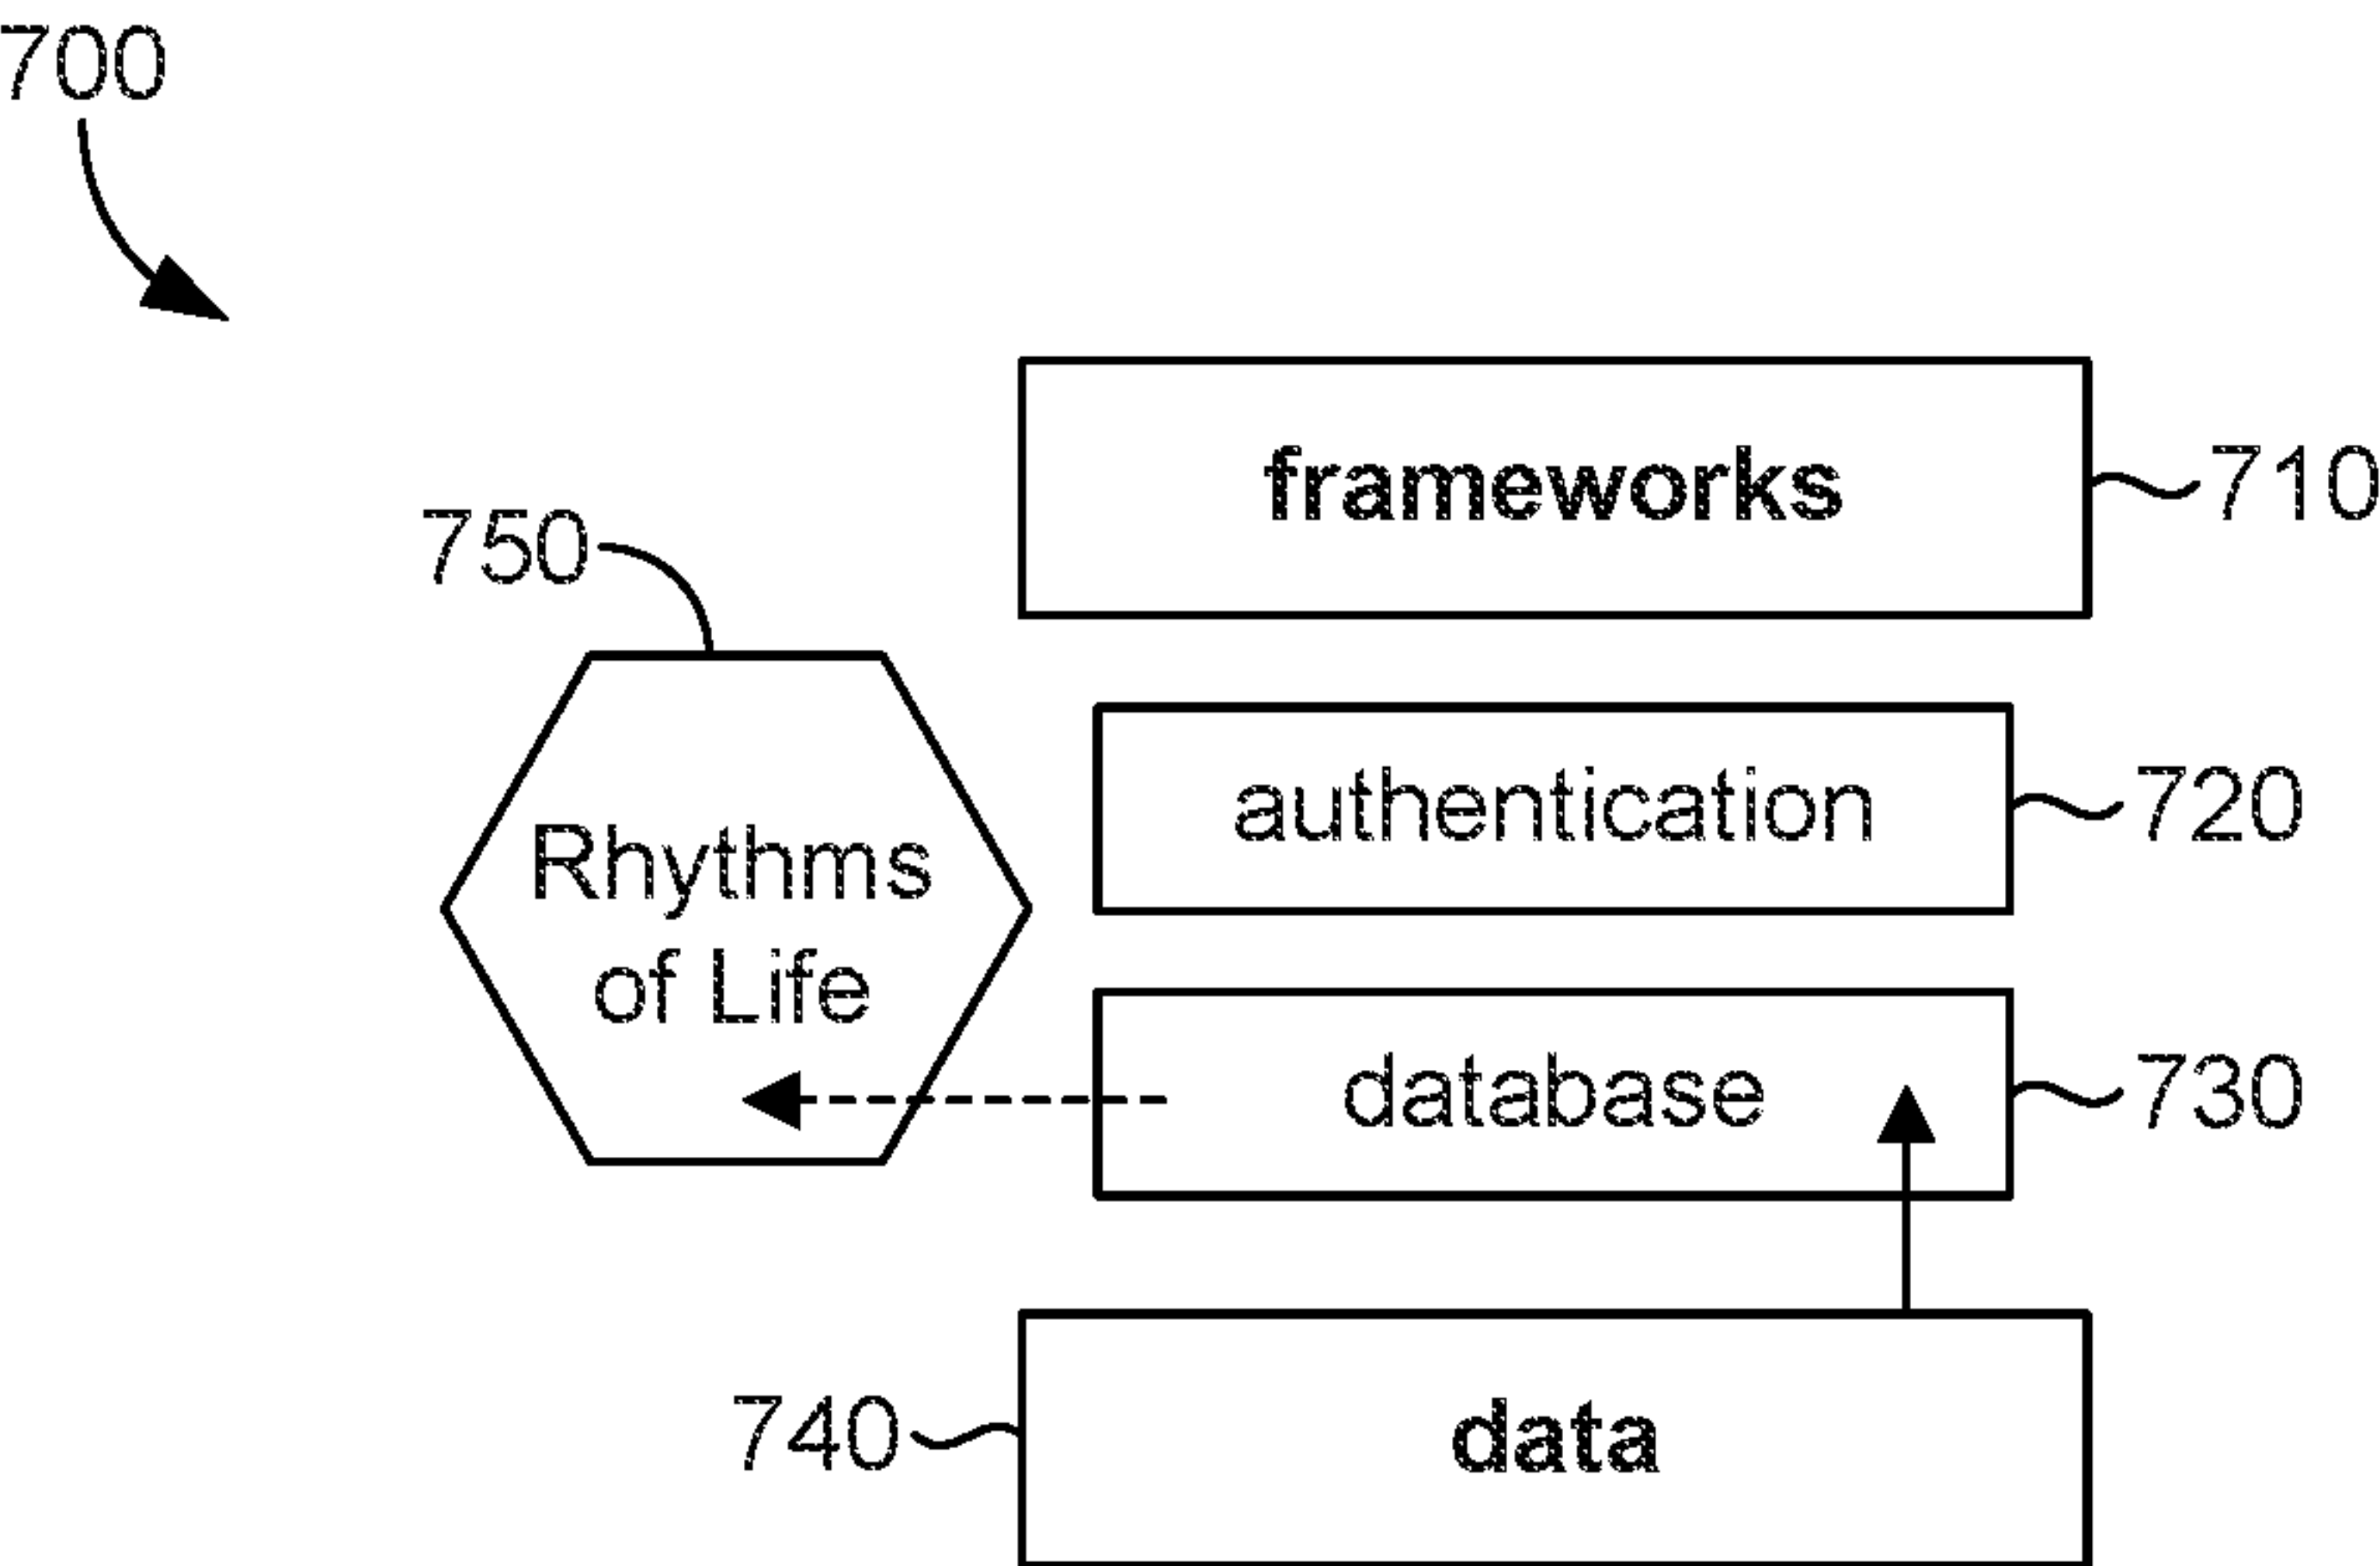 700
frameworks
710
750
authentication
720
Rhythms
of Life
database
730
740
data